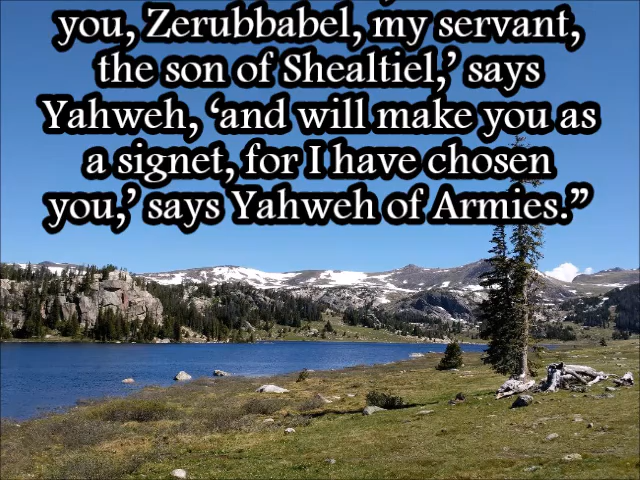 you, Zerubbabel, my servant,
the son of Shealtiel,’ says
Yahweh, ‘and will make you as
a signet, for I have chosen
you,’ says Yahweh of Armies.”